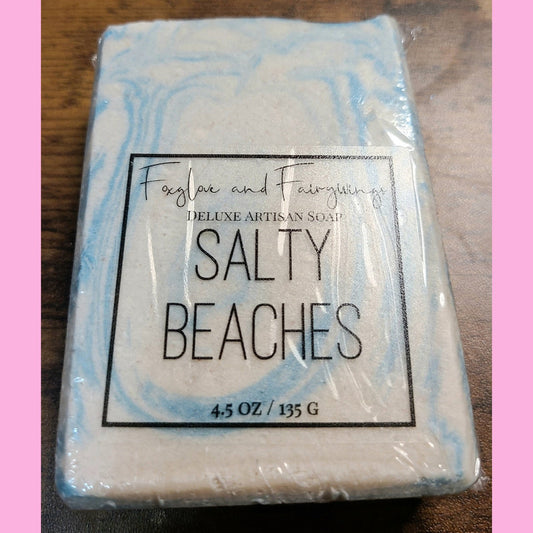 Foxglove and Fairywings
Deluxe Artisan Soap
SALTY
BEACHES
4.5 OZ / 135 G